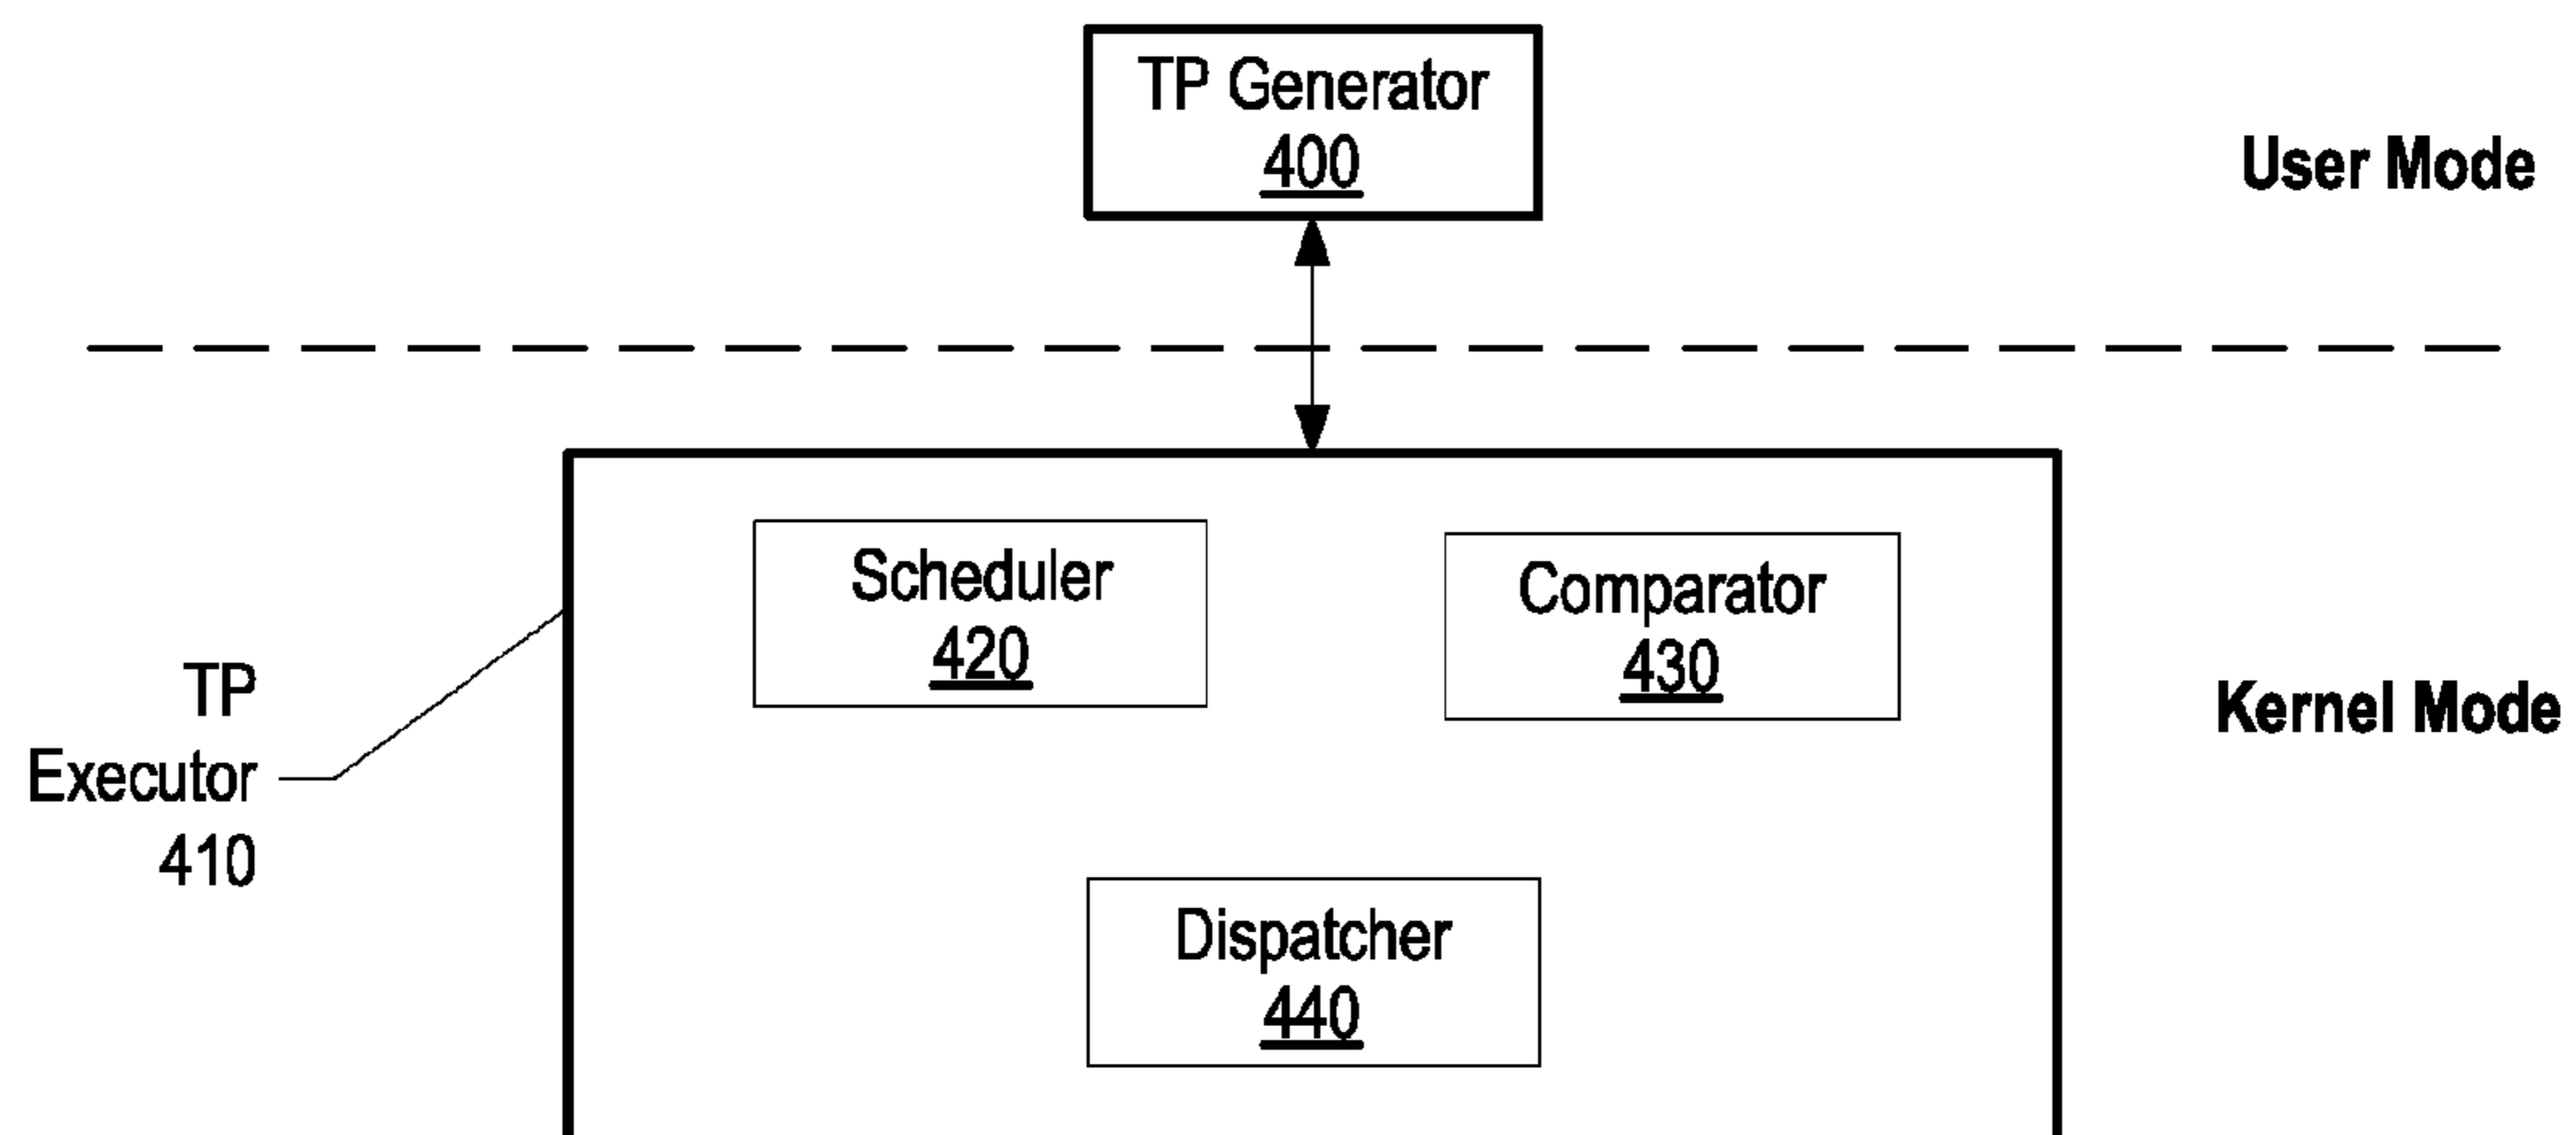 TP Generator
400
User Mode
Scheduler
420
Comparator
430
TP
Executor
410
Kernel Mode
Dispatcher
440